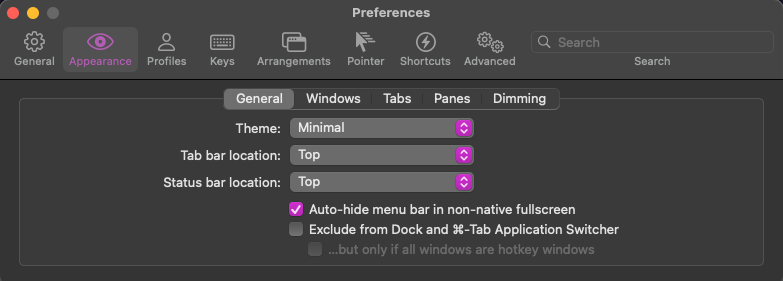 Preferences
General Appearance Profiles Keys Arrangements Pointer Shortcuts Advanced Search
Search
General Windows Tabs Panes Dimming
Theme: Minimal
Tab bar location: Top
Status bar location: Top
Auto-hide menu bar in non-native fullscreen
Exclude from Dock and ⌘-Tab Application Switcher
...but only if all windows are hotkey windows